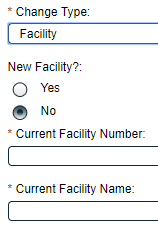 * Change Type:
Facility
New Facility?:
Yes
No
* Current Facility Number:
* Current Facility Name: